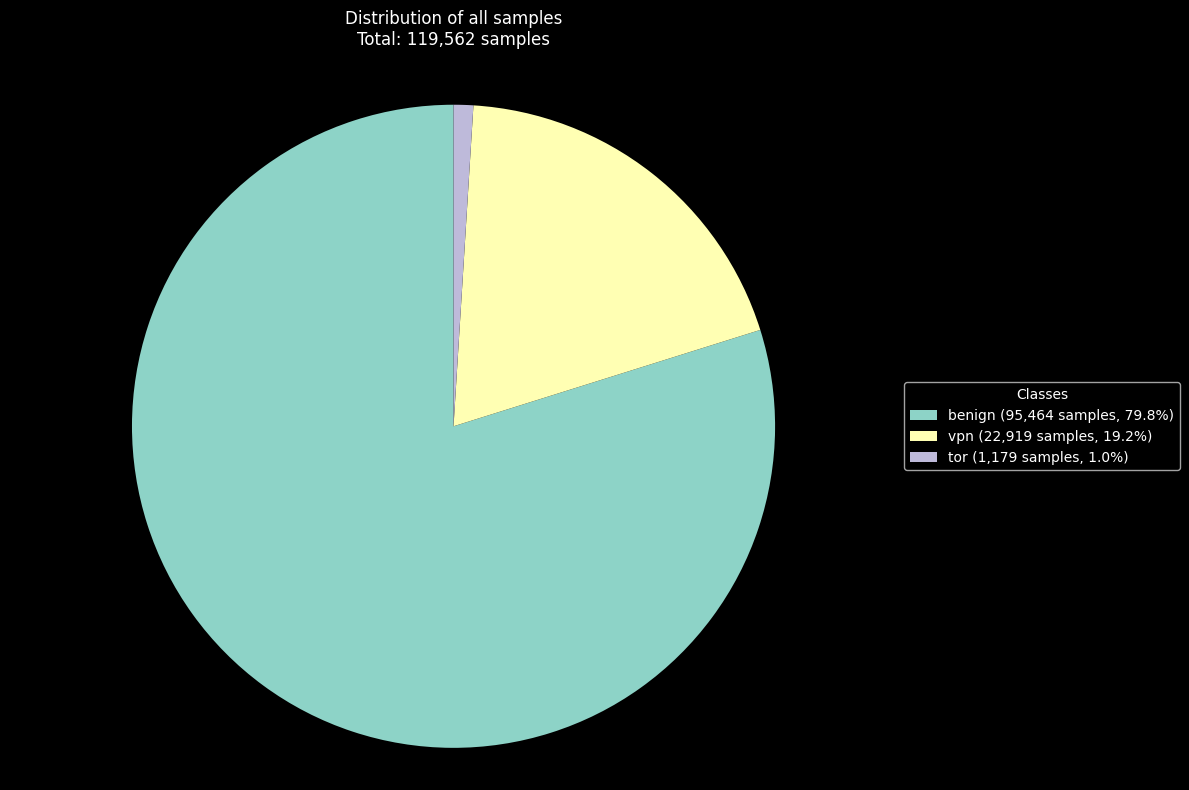 Distribution of all samples
Total: 119,562 samples
Classes
benign (95,464 samples, 79.8%)
vpn (22,919 samples, 19.2%)
tor (1,179 samples, 1.0%)